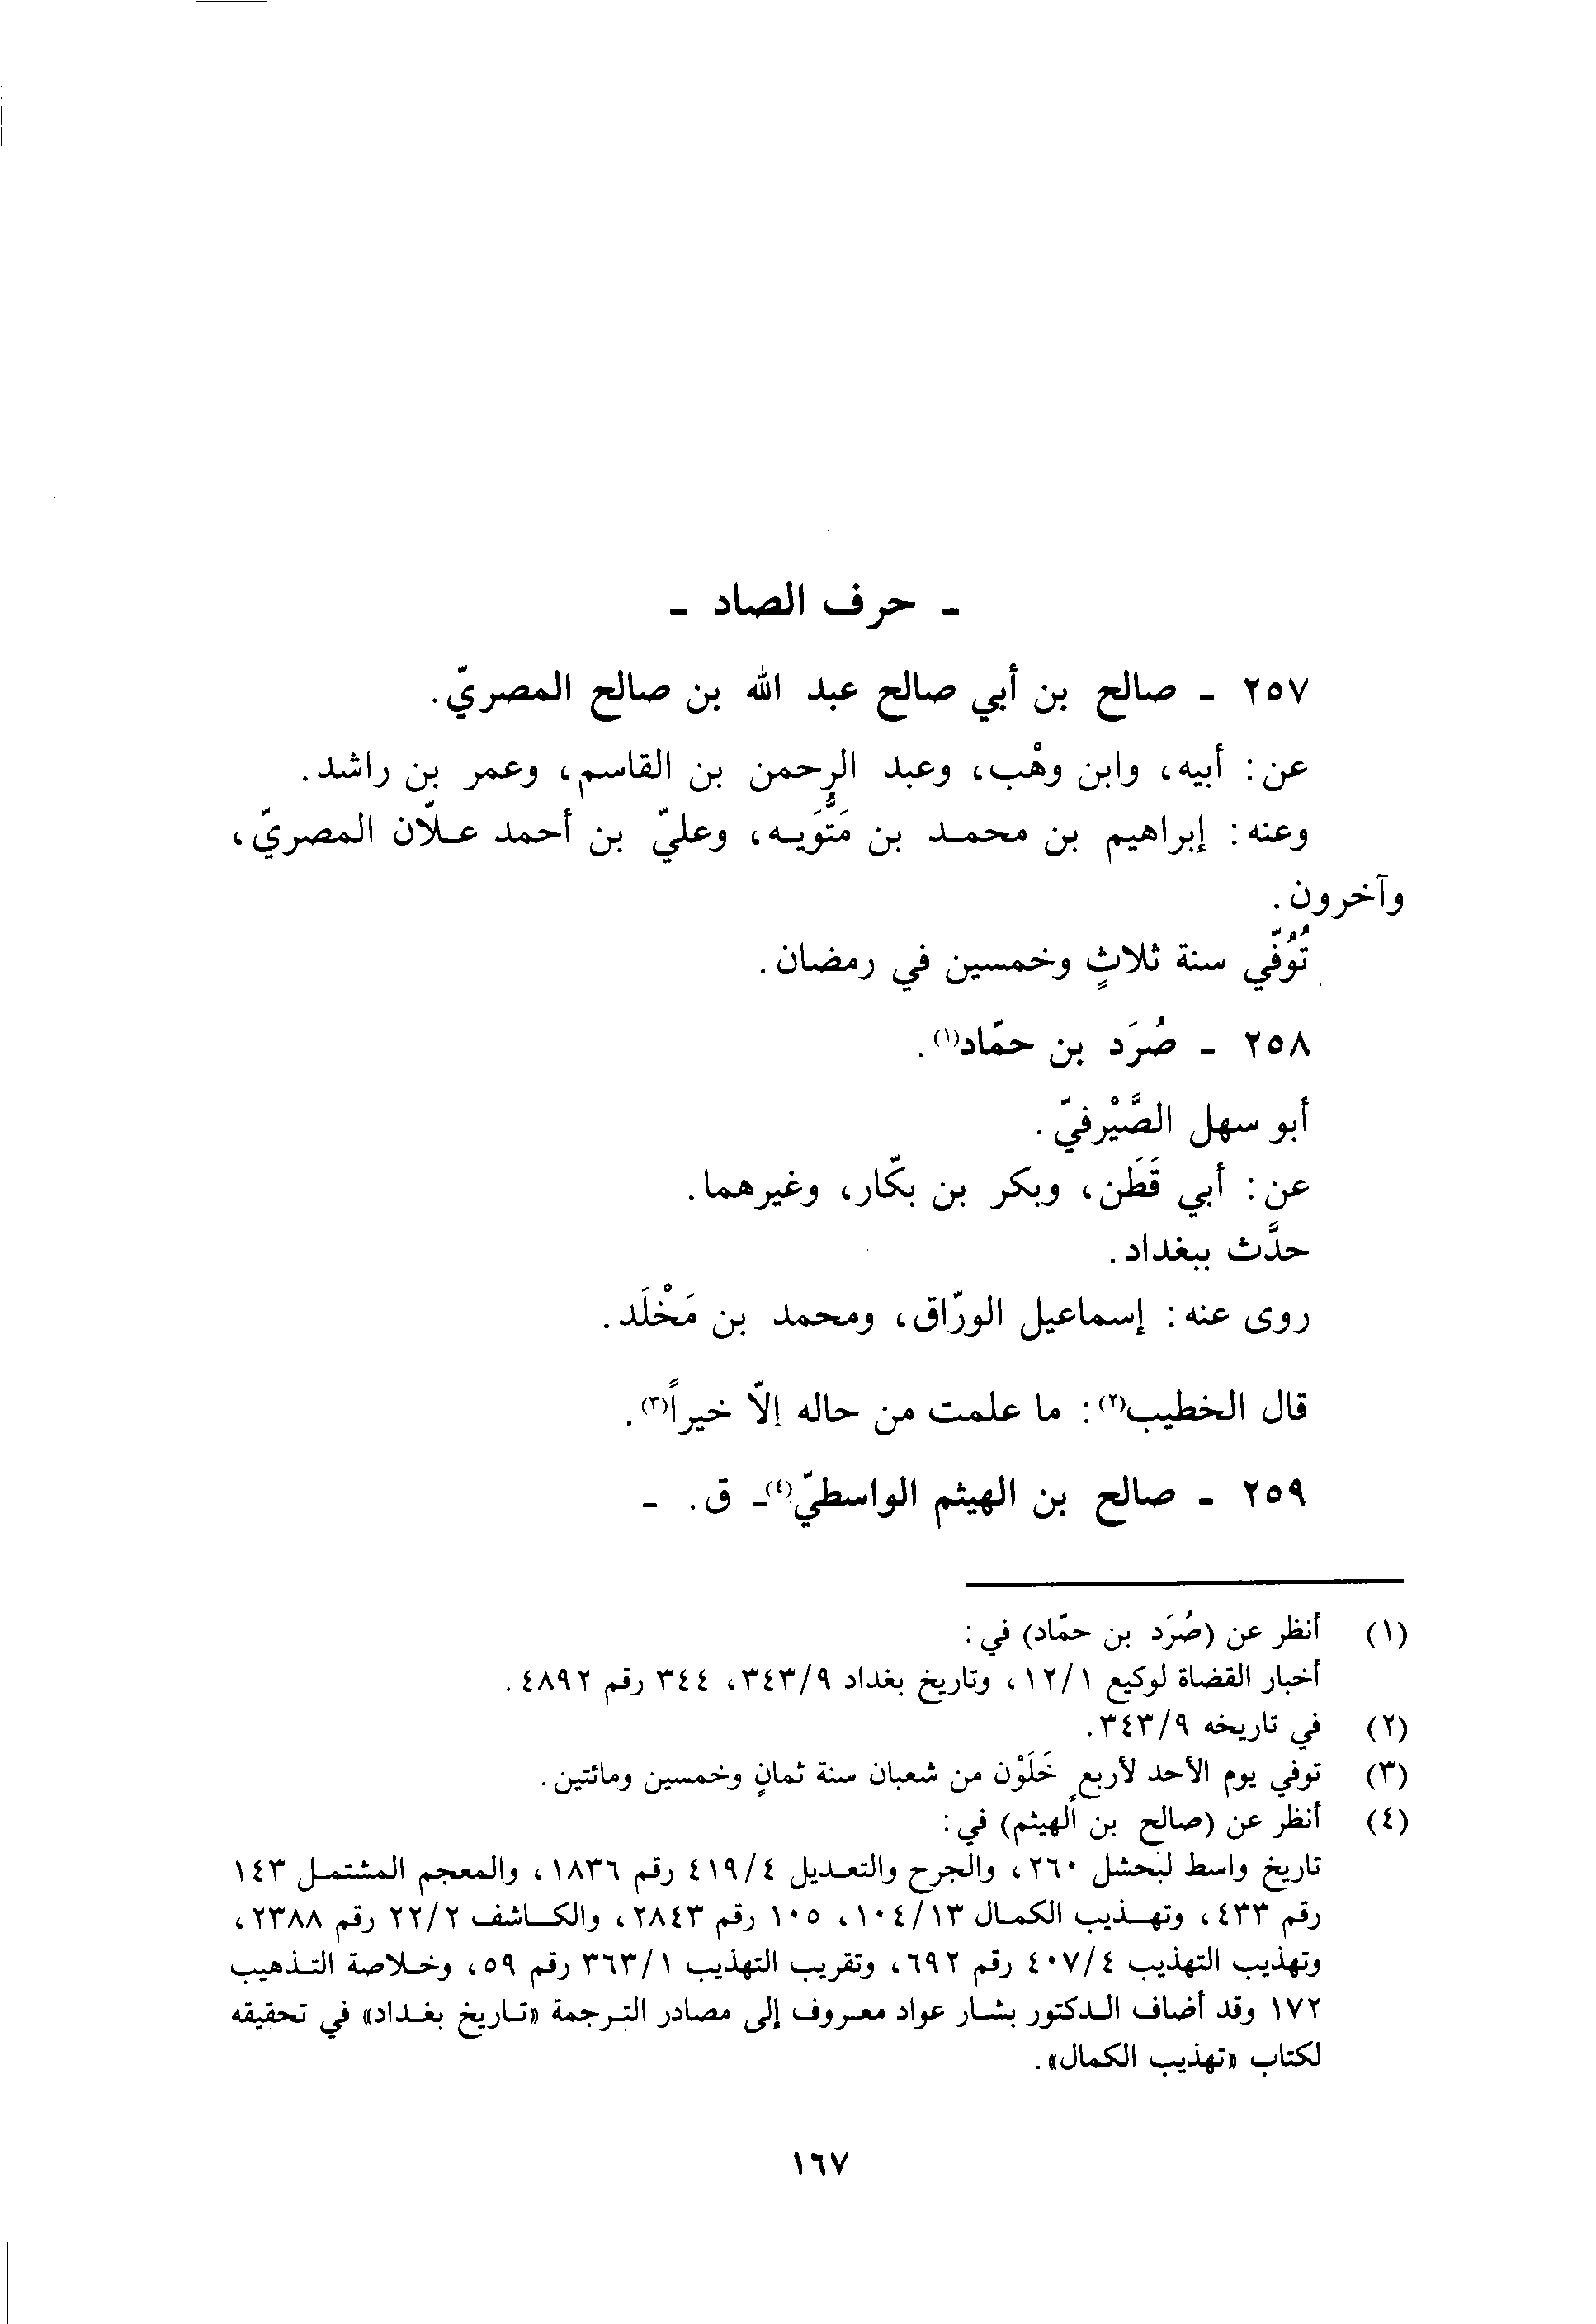 - حرف الصاد -
٢٥٧ - صالح بن أبي صالح عبد الله بن صالح المصريّ.
عن: أبيه، وابن وهْب، وعبد الرحمن بن القاسم، وعمر بن راشد.
وعنه: إبراهيم بن محمد بن مَتُّوَيه، وعليّ بن أحمد علّان المصريّ،
وآخرون.
تُوُفّي سنة ثلاثٍ وخمسين في رمضان.
٢٥٨ - صُرَد بن حمّاد(١).
أبو سهل الصَّيْرفيّ.
عن: أبي قَطَن، وبكر بن بكّار، وغيرهما.
حدَّث ببغداد.
روى عنه: إسماعيل الورّاق، ومحمد بن مَخْلَد.
قال الخطيب(٢): ما علمت من حاله إلّا خيراً(٣).
٢٥٩ - صالح بن الهيثم الواسطيّ(٤)- ق. -
(١) أنظر عن (صُرَد بن حمّاد) في:
أخبار القضاة لوكيع ١٢/١، وتاريخ بغداد ٣٤٣/٩، ٣٤٤ رقم ٤٨٩٢.
(٢) في تاريخه ٣٤٣/٩.
(٣) توفي يوم الأحد لأربع خَلَوْن من شعبان سنة ثمانٍ وخمسين ومائتين.
(٤) أنظر عن (صالح بن الهيثم) في:
تاريخ واسط لبحشل ٢٦٠، والجرح والتعديل ٤١٩/٤ رقم ١٨٣٦، والمعجم المشتمل ١٤٣
رقم ٤٣٣، وتهذيب الكمال ١٠٤/١٣، ١٠٥ رقم ٢٨٤٣، والكاشف ٢٢/٢ رقم ٢٣٨٨،
وتهذيب التهذيب ٤٠٧/٤ رقم ٦٩٢، وتقريب التهذيب ٣٦٣/١ رقم ٥٩، وخلاصة التذهيب
١٧٢ وقد أضاف الدكتور بشار عواد معروف إلى مصادر الترجمة «تاريخ بغداد» في تحقيقه
لكتاب «تهذيب الكمال».
١٦٧